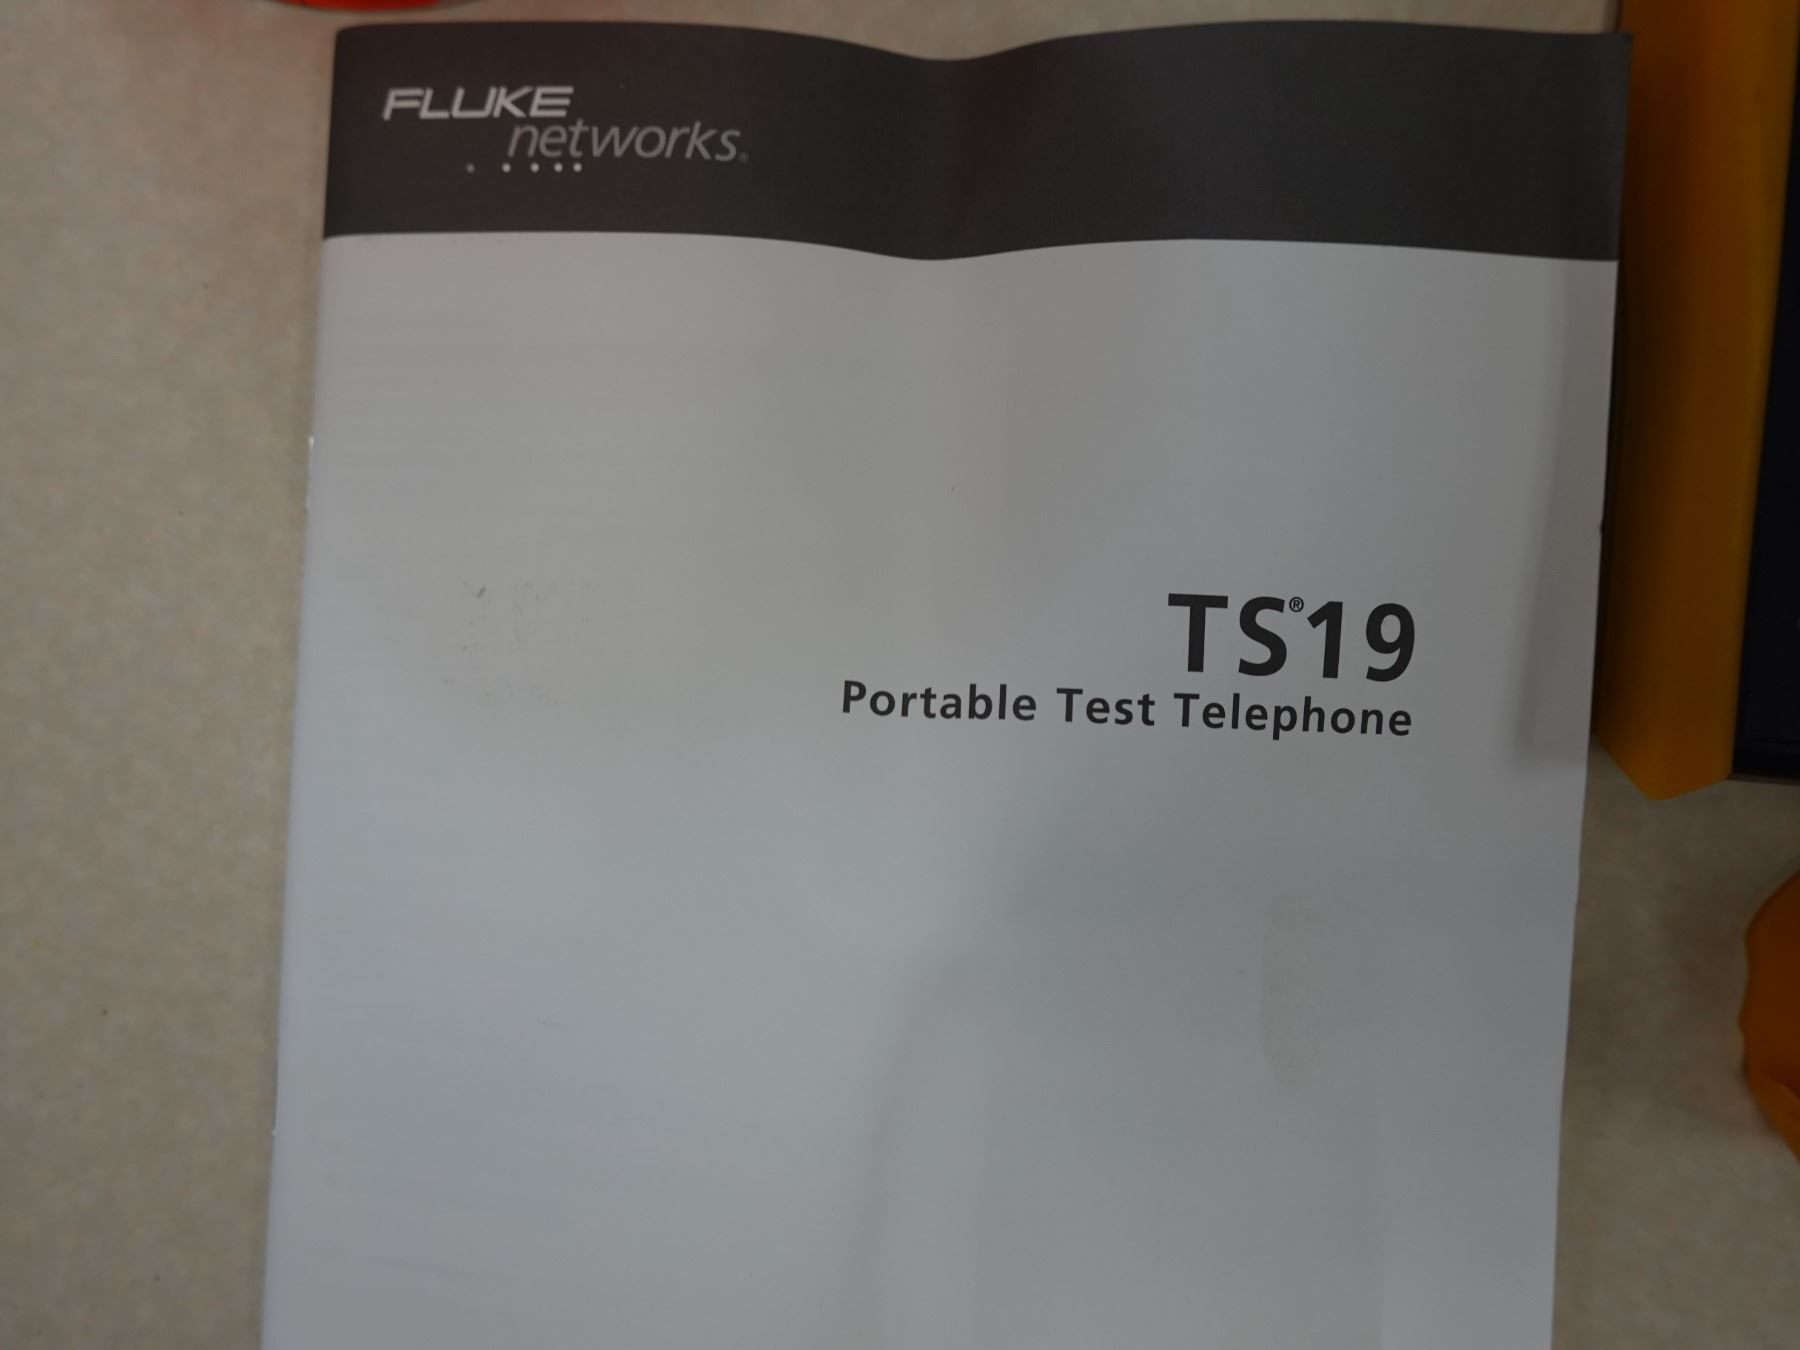 FLUKE
networks®
TS®19
Portable Test Telephone